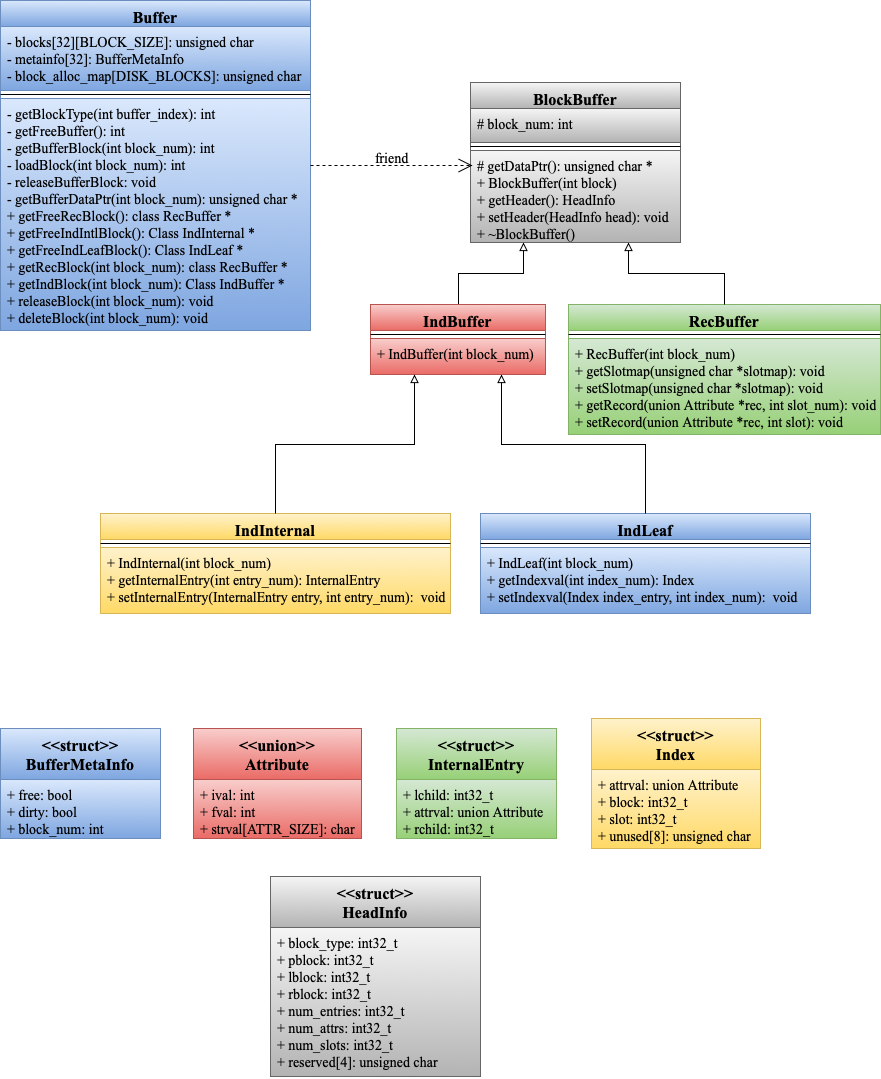 Buffer
- blocks[32][BLOCK_SIZE]: unsigned char
- metainfo[32]: BufferMetaInfo
- block_alloc_map[DISK_BLOCKS]: unsigned char
- getBlockType(int buffer_index): int
- getFreeBuffer(): int
- getBufferBlock(int block_num): int
- loadBlock(int block_num): int
- releaseBufferBlock: void
- getBufferDataPtr(int block_num): unsigned char *
+ getFreeRecBlock(): class RecBuffer *
+ getFreeIndIntlBlock(): Class IndInternal *
+ getFreeIndLeafBlock(): Class IndLeaf *
+ getRecBlock(int block_num): class RecBuffer *
+ getIndBlock(int block_num): Class IndBuffer *
+ releaseBlock(int block_num): void
+ deleteBlock(int block_num): void
friend
BlockBuffer
# block_num: int
# getDataPtr(): unsigned char *
+ BlockBuffer(int block)
+ getHeader(): HeadInfo
+ setHeader(HeadInfo head): void
+ ~BlockBuffer()
IndBuffer
+ IndBuffer(int block_num)
RecBuffer
+ RecBuffer(int block_num)
+ getSlotmap(unsigned char *slotmap): void
+ setSlotmap(unsigned char *slotmap): void
+ getRecord(union Attribute *rec, int slot_num): void
+ setRecord(union Attribute *rec, int slot): void
IndInternal
+ IndInternal(int block_num)
+ getInternalEntry(int entry_num): InternalEntry
+ setInternalEntry(InternalEntry entry, int entry_num):  void
IndLeaf
+ IndLeaf(int block_num)
+ getIndexval(int index_num): Index
+ setIndexval(Index index_entry, int index_num):  void
<<struct>>
BufferMetaInfo
+ free: bool
+ dirty: bool
+ block_num: int
<<union>>
Attribute
+ ival: int
+ fval: int
+ strval[ATTR_SIZE]: char
<<struct>>
InternalEntry
+ lchild: int32_t
+ attrval: union Attribute
+ rchild: int32_t
<<struct>>
Index
+ attrval: union Attribute
+ block: int32_t
+ slot: int32_t
+ unused[8]: unsigned char
<<struct>>
HeadInfo
+ block_type: int32_t
+ pblock: int32_t
+ lblock: int32_t
+ rblock: int32_t
+ num_entries: int32_t
+ num_attrs: int32_t
+ num_slots: int32_t
+ reserved[4]: unsigned char